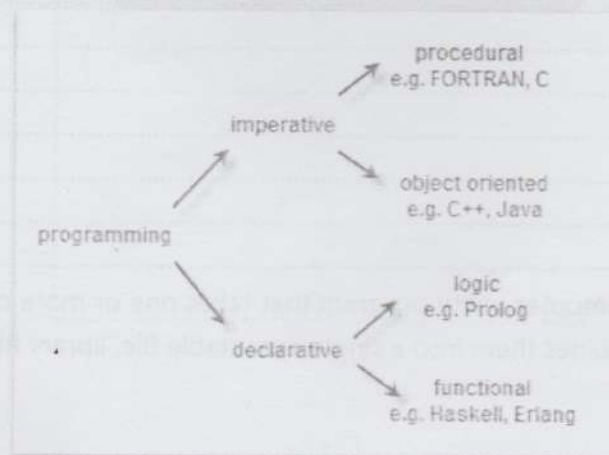 procedural
e.g. FORTRAN, C
imperative
object oriented
e.g. C++, Java
programming
logic
e.g. Prolog
declarative
functional
e.g. Haskell, Erlang